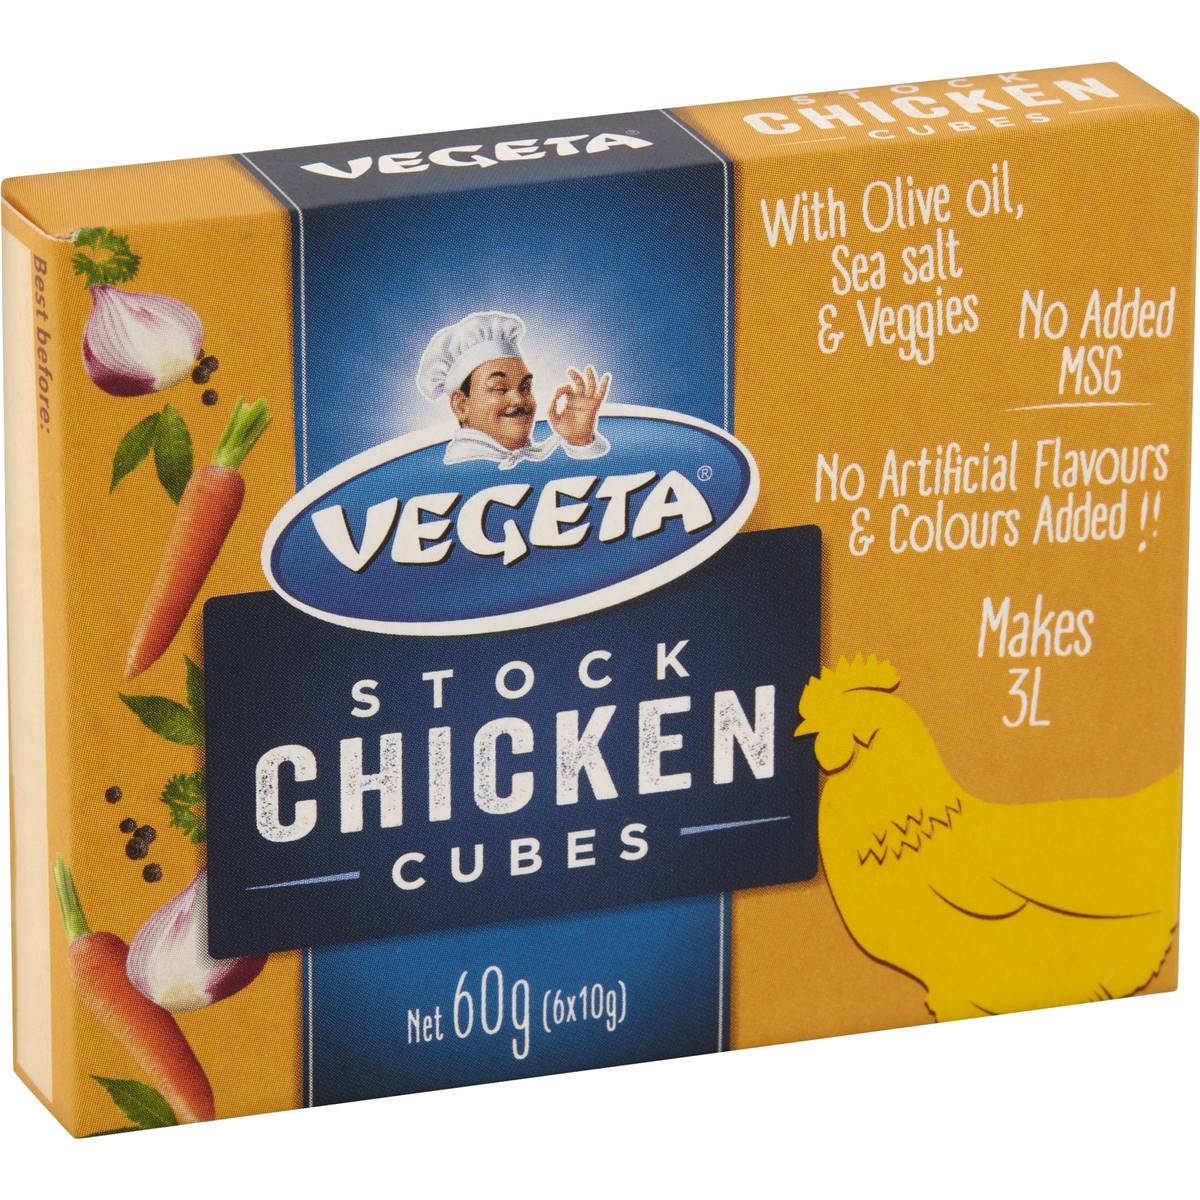 VEGETA®
STOCK
CHICKEN
CUBES
Best before:
With Olive oil,
Sea salt
& Veggies
No Added
MSG
No Artificial Flavours
& Colours Added !!
Makes
3L
VEGETA®
STOCK
CHICKEN
CUBES
Net 60g (6x10g)